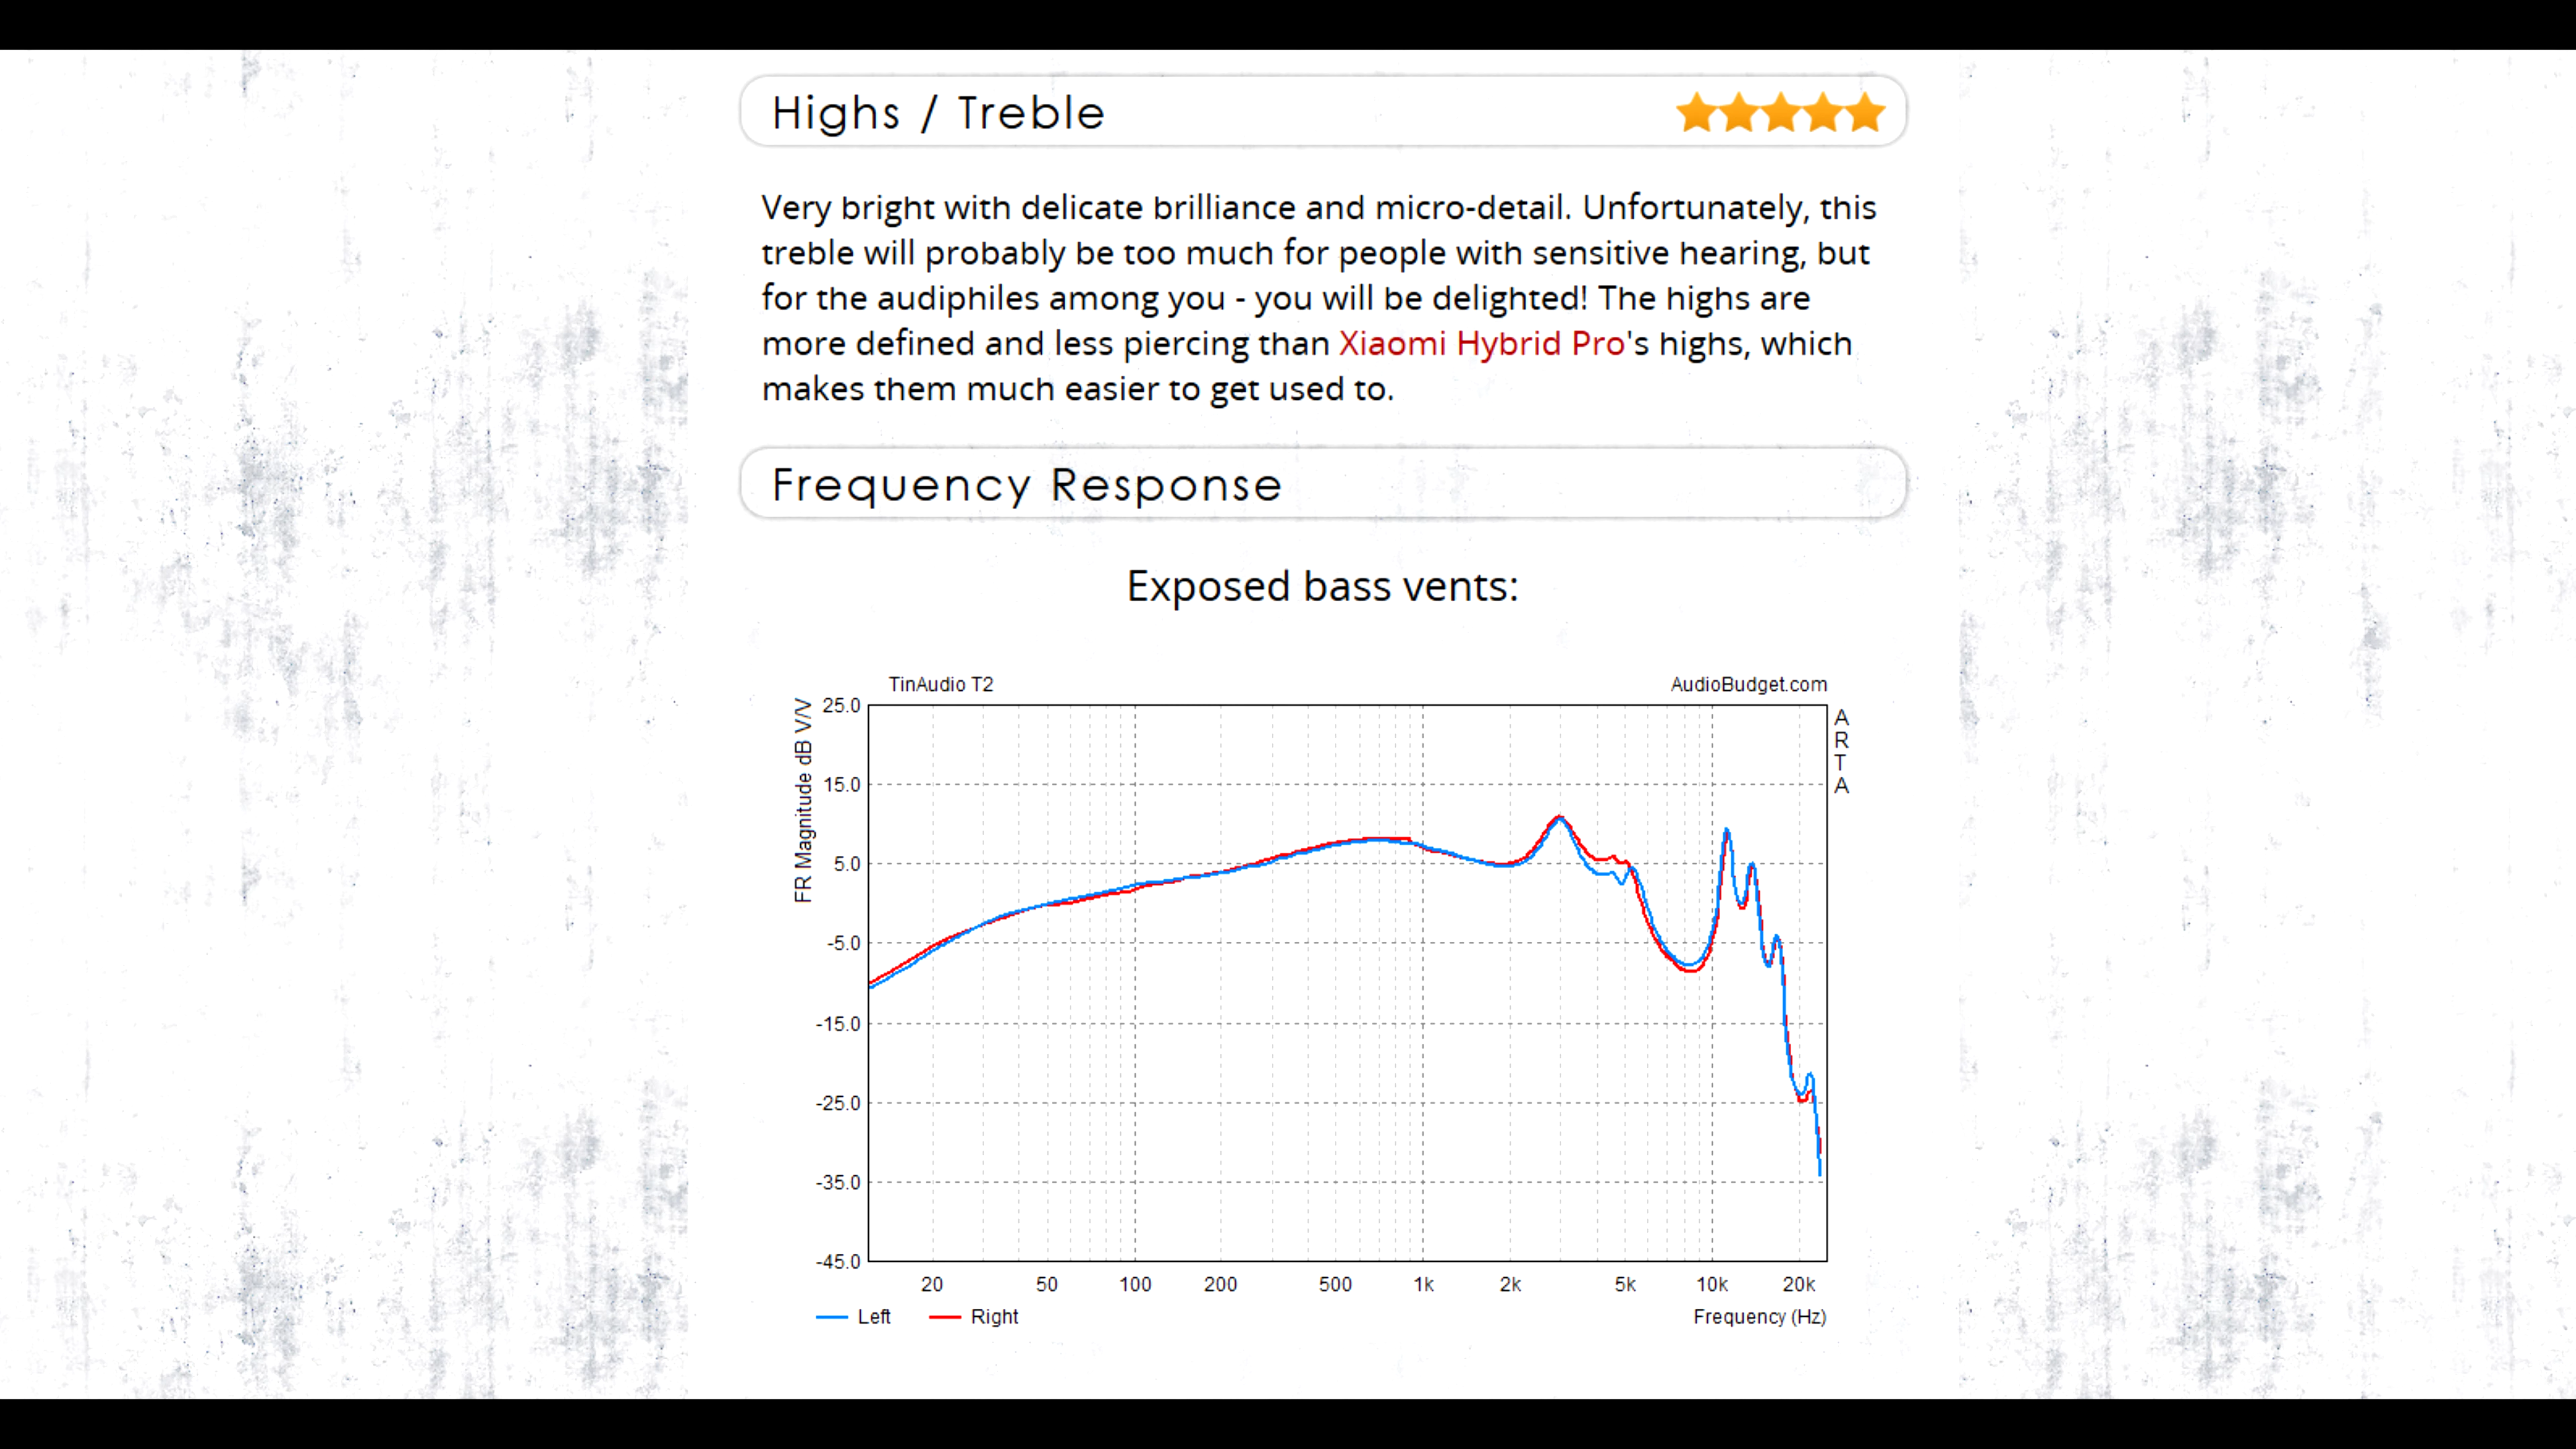 Highs / Treble
Very bright with delicate brilliance and micro-detail. Unfortunately, this
treble will probably be too much for people with sensitive hearing, but
for the audiphiles among you - you will be delighted! The highs are
more defined and less piercing than Xiaomi Hybrid Pro's highs, which
makes them much easier to get used to.
Frequency Response
Exposed bass vents:
TinAudio T2
AudioBudget.com
FR Magnitude dB V/V
25.0
15.0
5.0
-5.0
-15.0
-25.0
-35.0
-45.0
A
R
T
A
20 50 100 200 500 1k 2k 5k 10k 20k
Left Right Frequency (Hz)